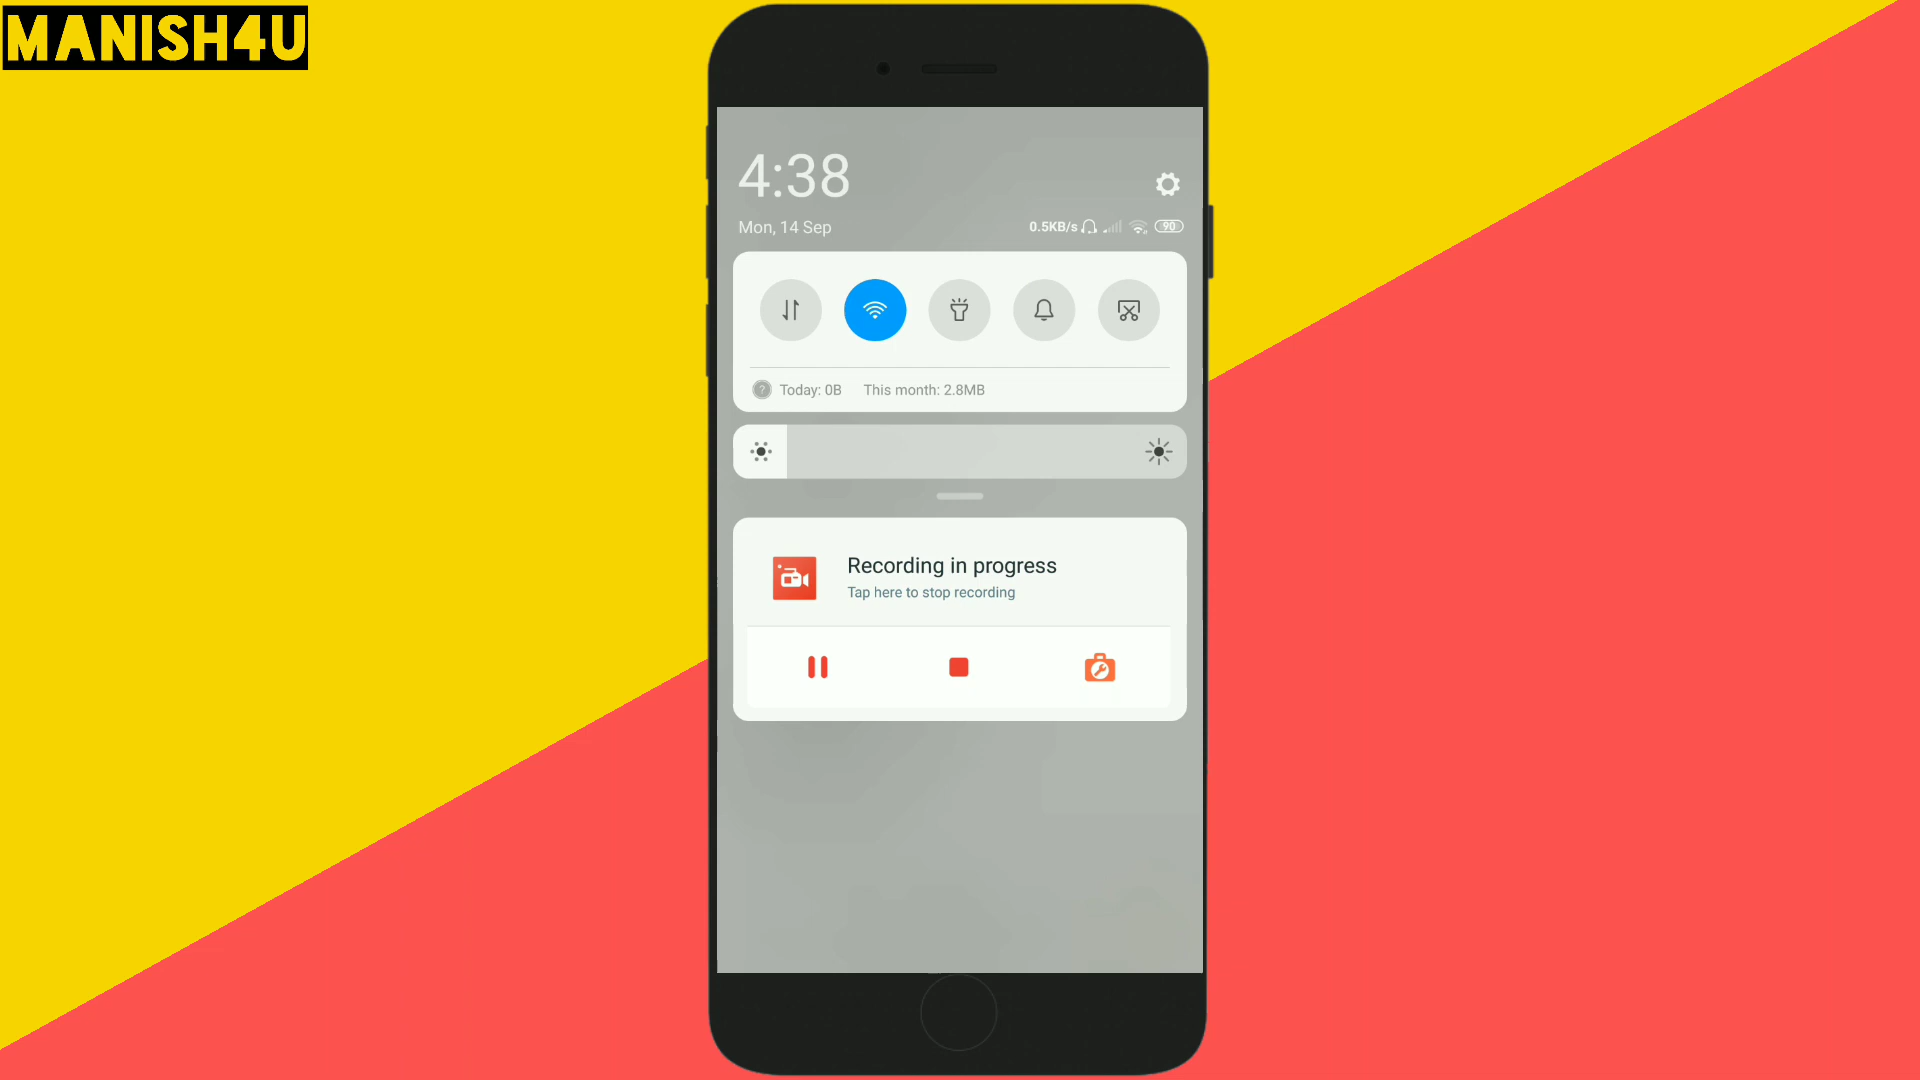 MANISH4U
4:38
Mon, 14 Sep
0.5KB/s
90
? Today: 0B This month: 2.8MB
Recording in progress
Tap here to stop recording